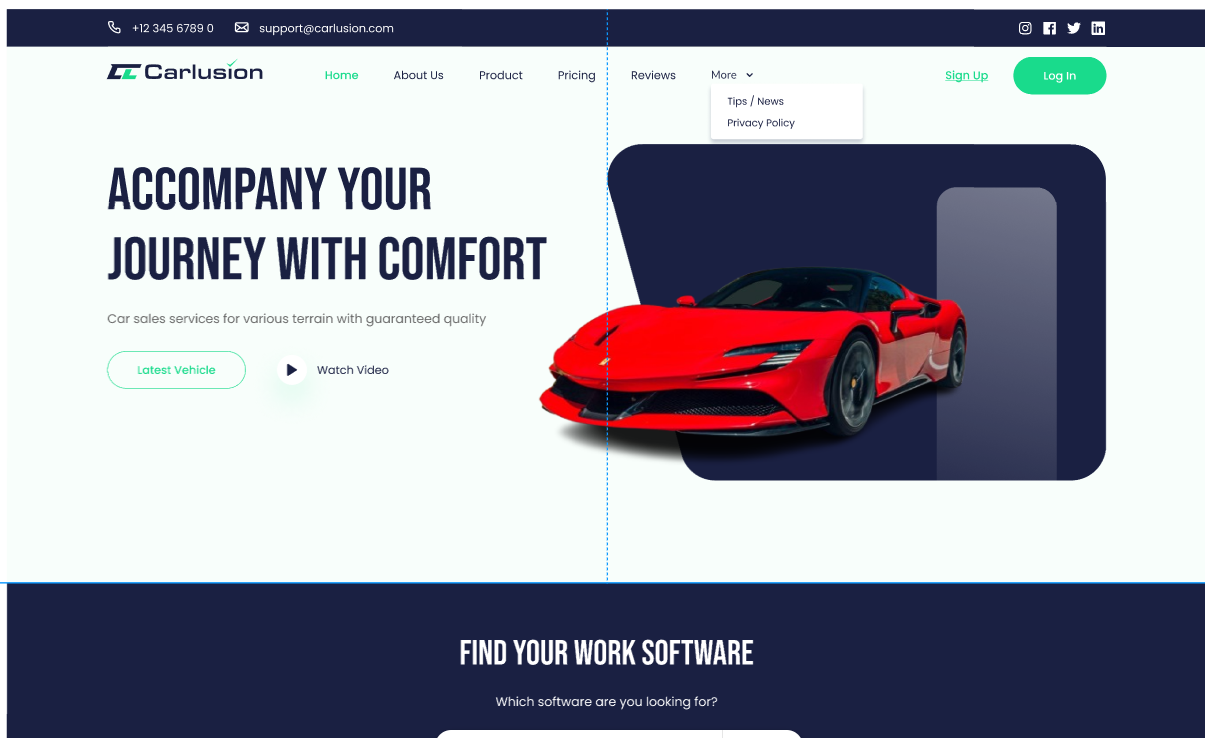 +12 345 6789 0
support@carlusion.com
Carlusion
Home
About Us
Product
Pricing
Reviews
More
Sign Up
Log In
Tips / News
Privacy Policy
ACCOMPANY YOUR
JOURNEY WITH COMFORT
Car sales services for various terrain with guaranteed quality
Latest Vehicle
Watch Video
FIND YOUR WORK SOFTWARE
Which software are you looking for?